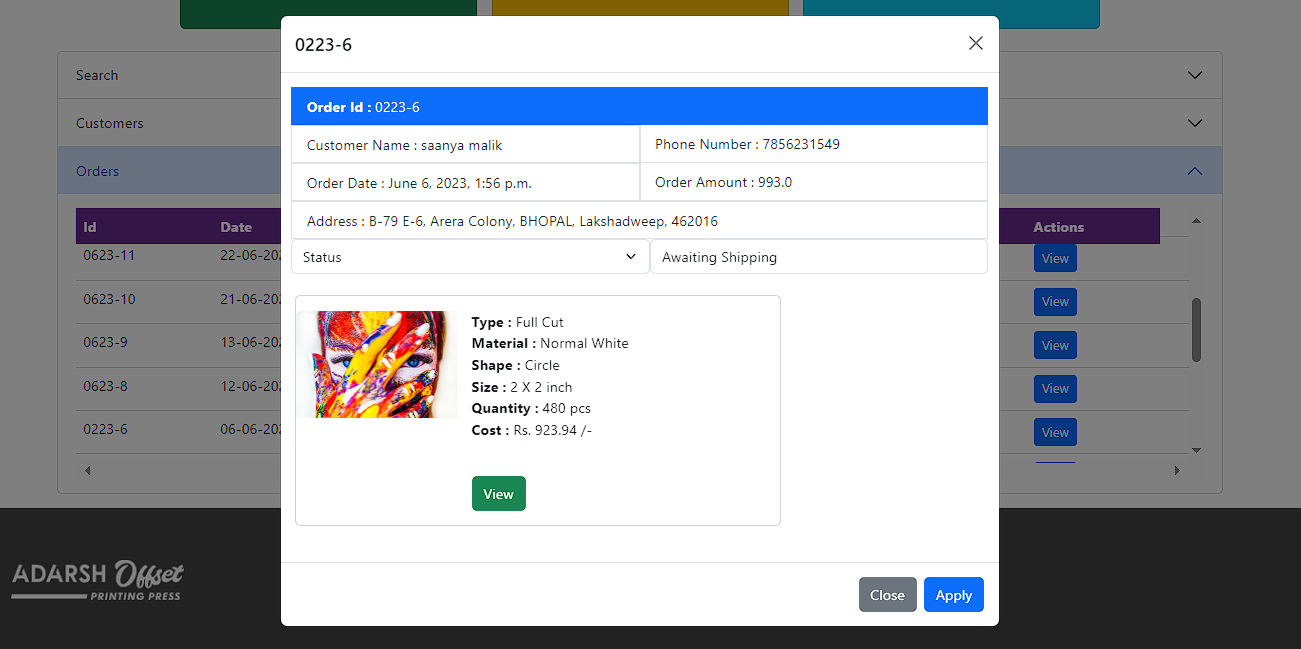 0223-6
Order Id : 0223-6
Customer Name : saanya malik
Phone Number : 7856231549
Order Date : June 6, 2023, 1:56 p.m.
Order Amount : 993.0
Address : B-79 E-6, Arera Colony, BHOPAL, Lakshadweep, 462016
Status
Awaiting Shipping
Type : Full Cut
Material : Normal White
Shape : Circle
Size : 2 X 2 inch
Quantity : 480 pcs
Cost : Rs. 923.94 /-
View
Close
Apply
Search
Customers
Orders
Id
Date
Actions
0623-11
22-06-202
View
0623-10
21-06-202
View
0623-9
13-06-202
View
0623-8
12-06-202
View
0223-6
06-06-202
View
ADARSH Offset
PRINTING PRESS